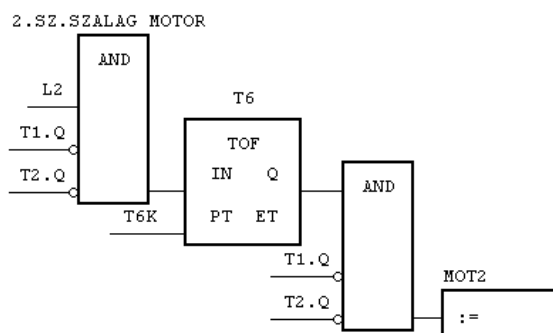 2.SZ.SZALAG MOTOR
AND
L2
T1.Q
T2.Q
T6
TOF
IN Q
T6K
PT ET
AND
T1.Q
T2.Q
MOT2
:=